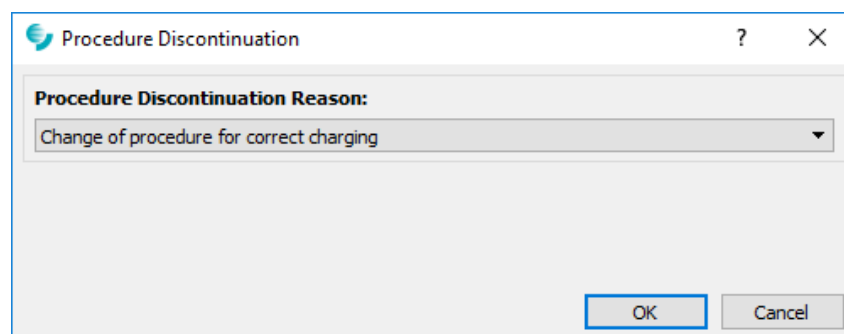 Procedure Discontinuation ?
Procedure Discontinuation Reason:
Change of procedure for correct charging
OK Cancel